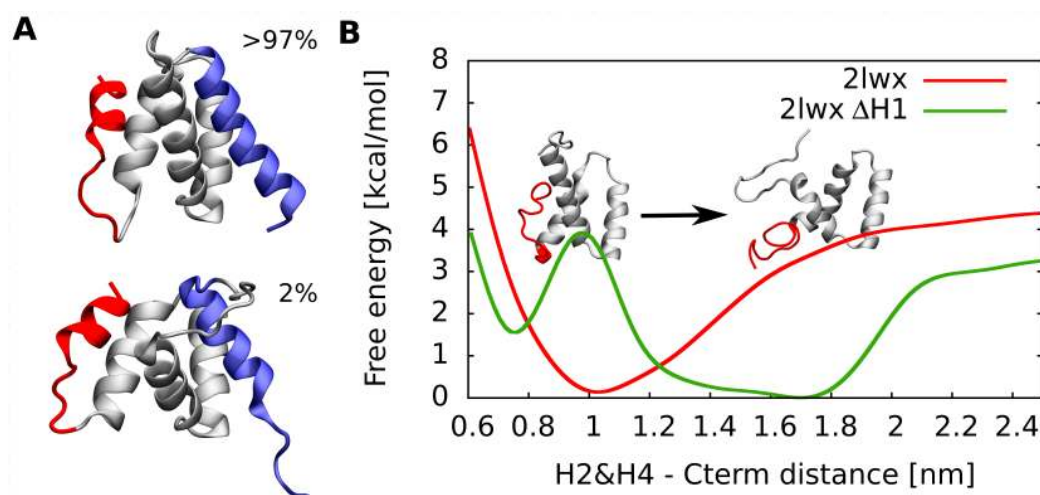 A
>97%
2%
B
Free energy [kcal/mol]
8
7
6
5
4
3
2
1
0
2lwx
2lwx ΔH1
0.6 0.8 1 1.2 1.4 1.6 1.8 2 2.2 2.4
H2&H4 - Cterm distance [nm]